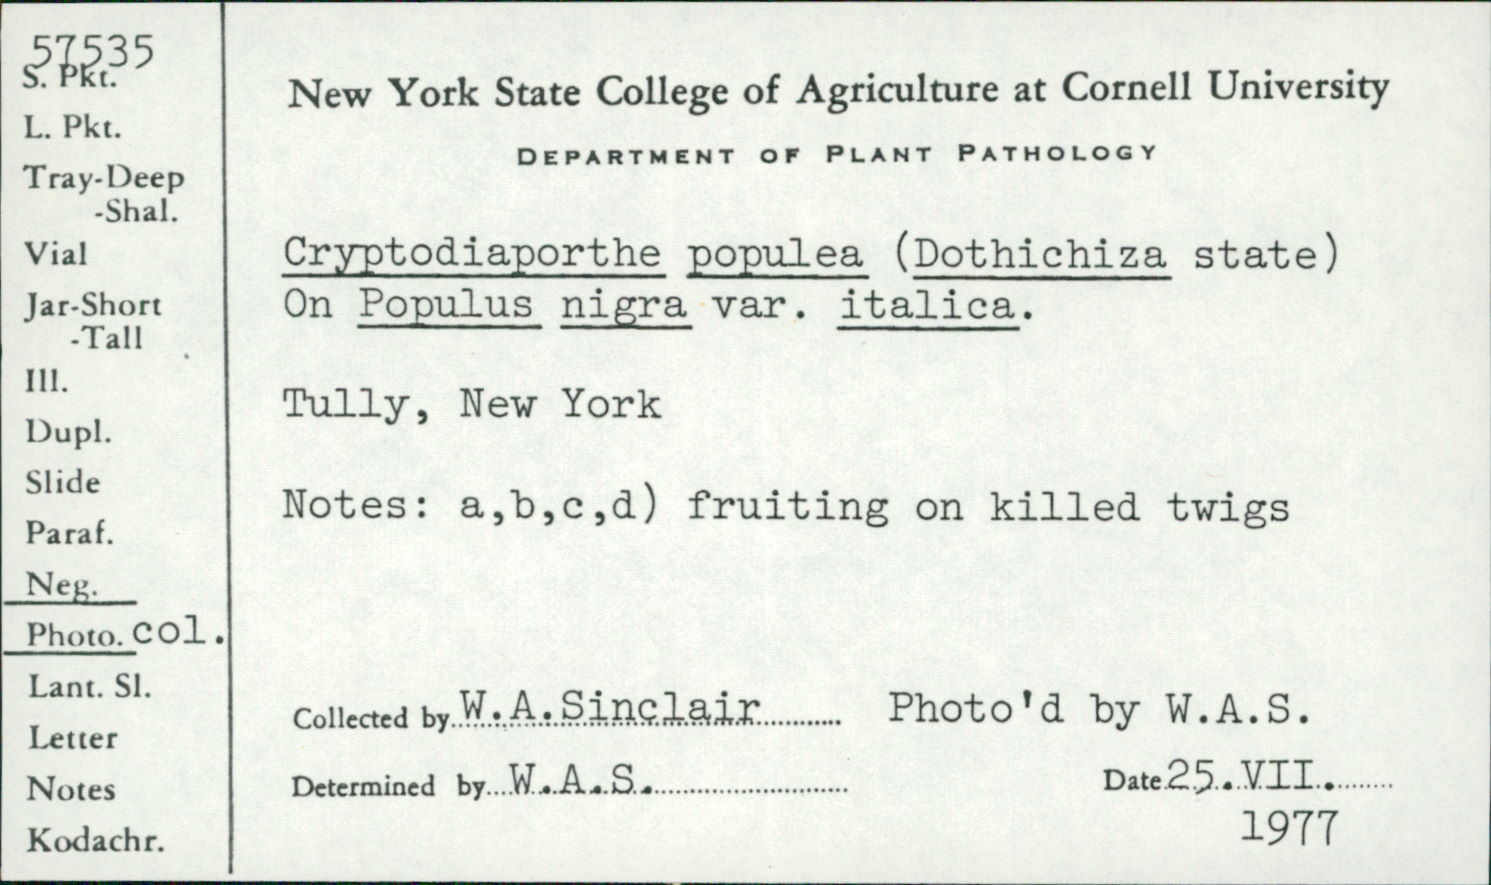 57535
S. Pkt.
L. Pkt.
Tray-Deep
-Shal.
Vial
Jar-Short
-Tall
Ill.
Dupl.
Slide
Paraf.
Neg.
Photo. col.
Lant. Sl.
Letter
Notes
Kodachr.
New York State College of Agriculture at Cornell University
DEPARTMENT OF PLANT PATHOLOGY
Cryptodiaporthe populea (Dothichiza state)
On Populus nigra var. italica.
Tully, New York
Notes: a,b,c,d) fruiting on killed twigs
Collected by W.A.Sinclair Photo'd by W.A.S.
Determined by W.A.S. Date 25.VII.
1977